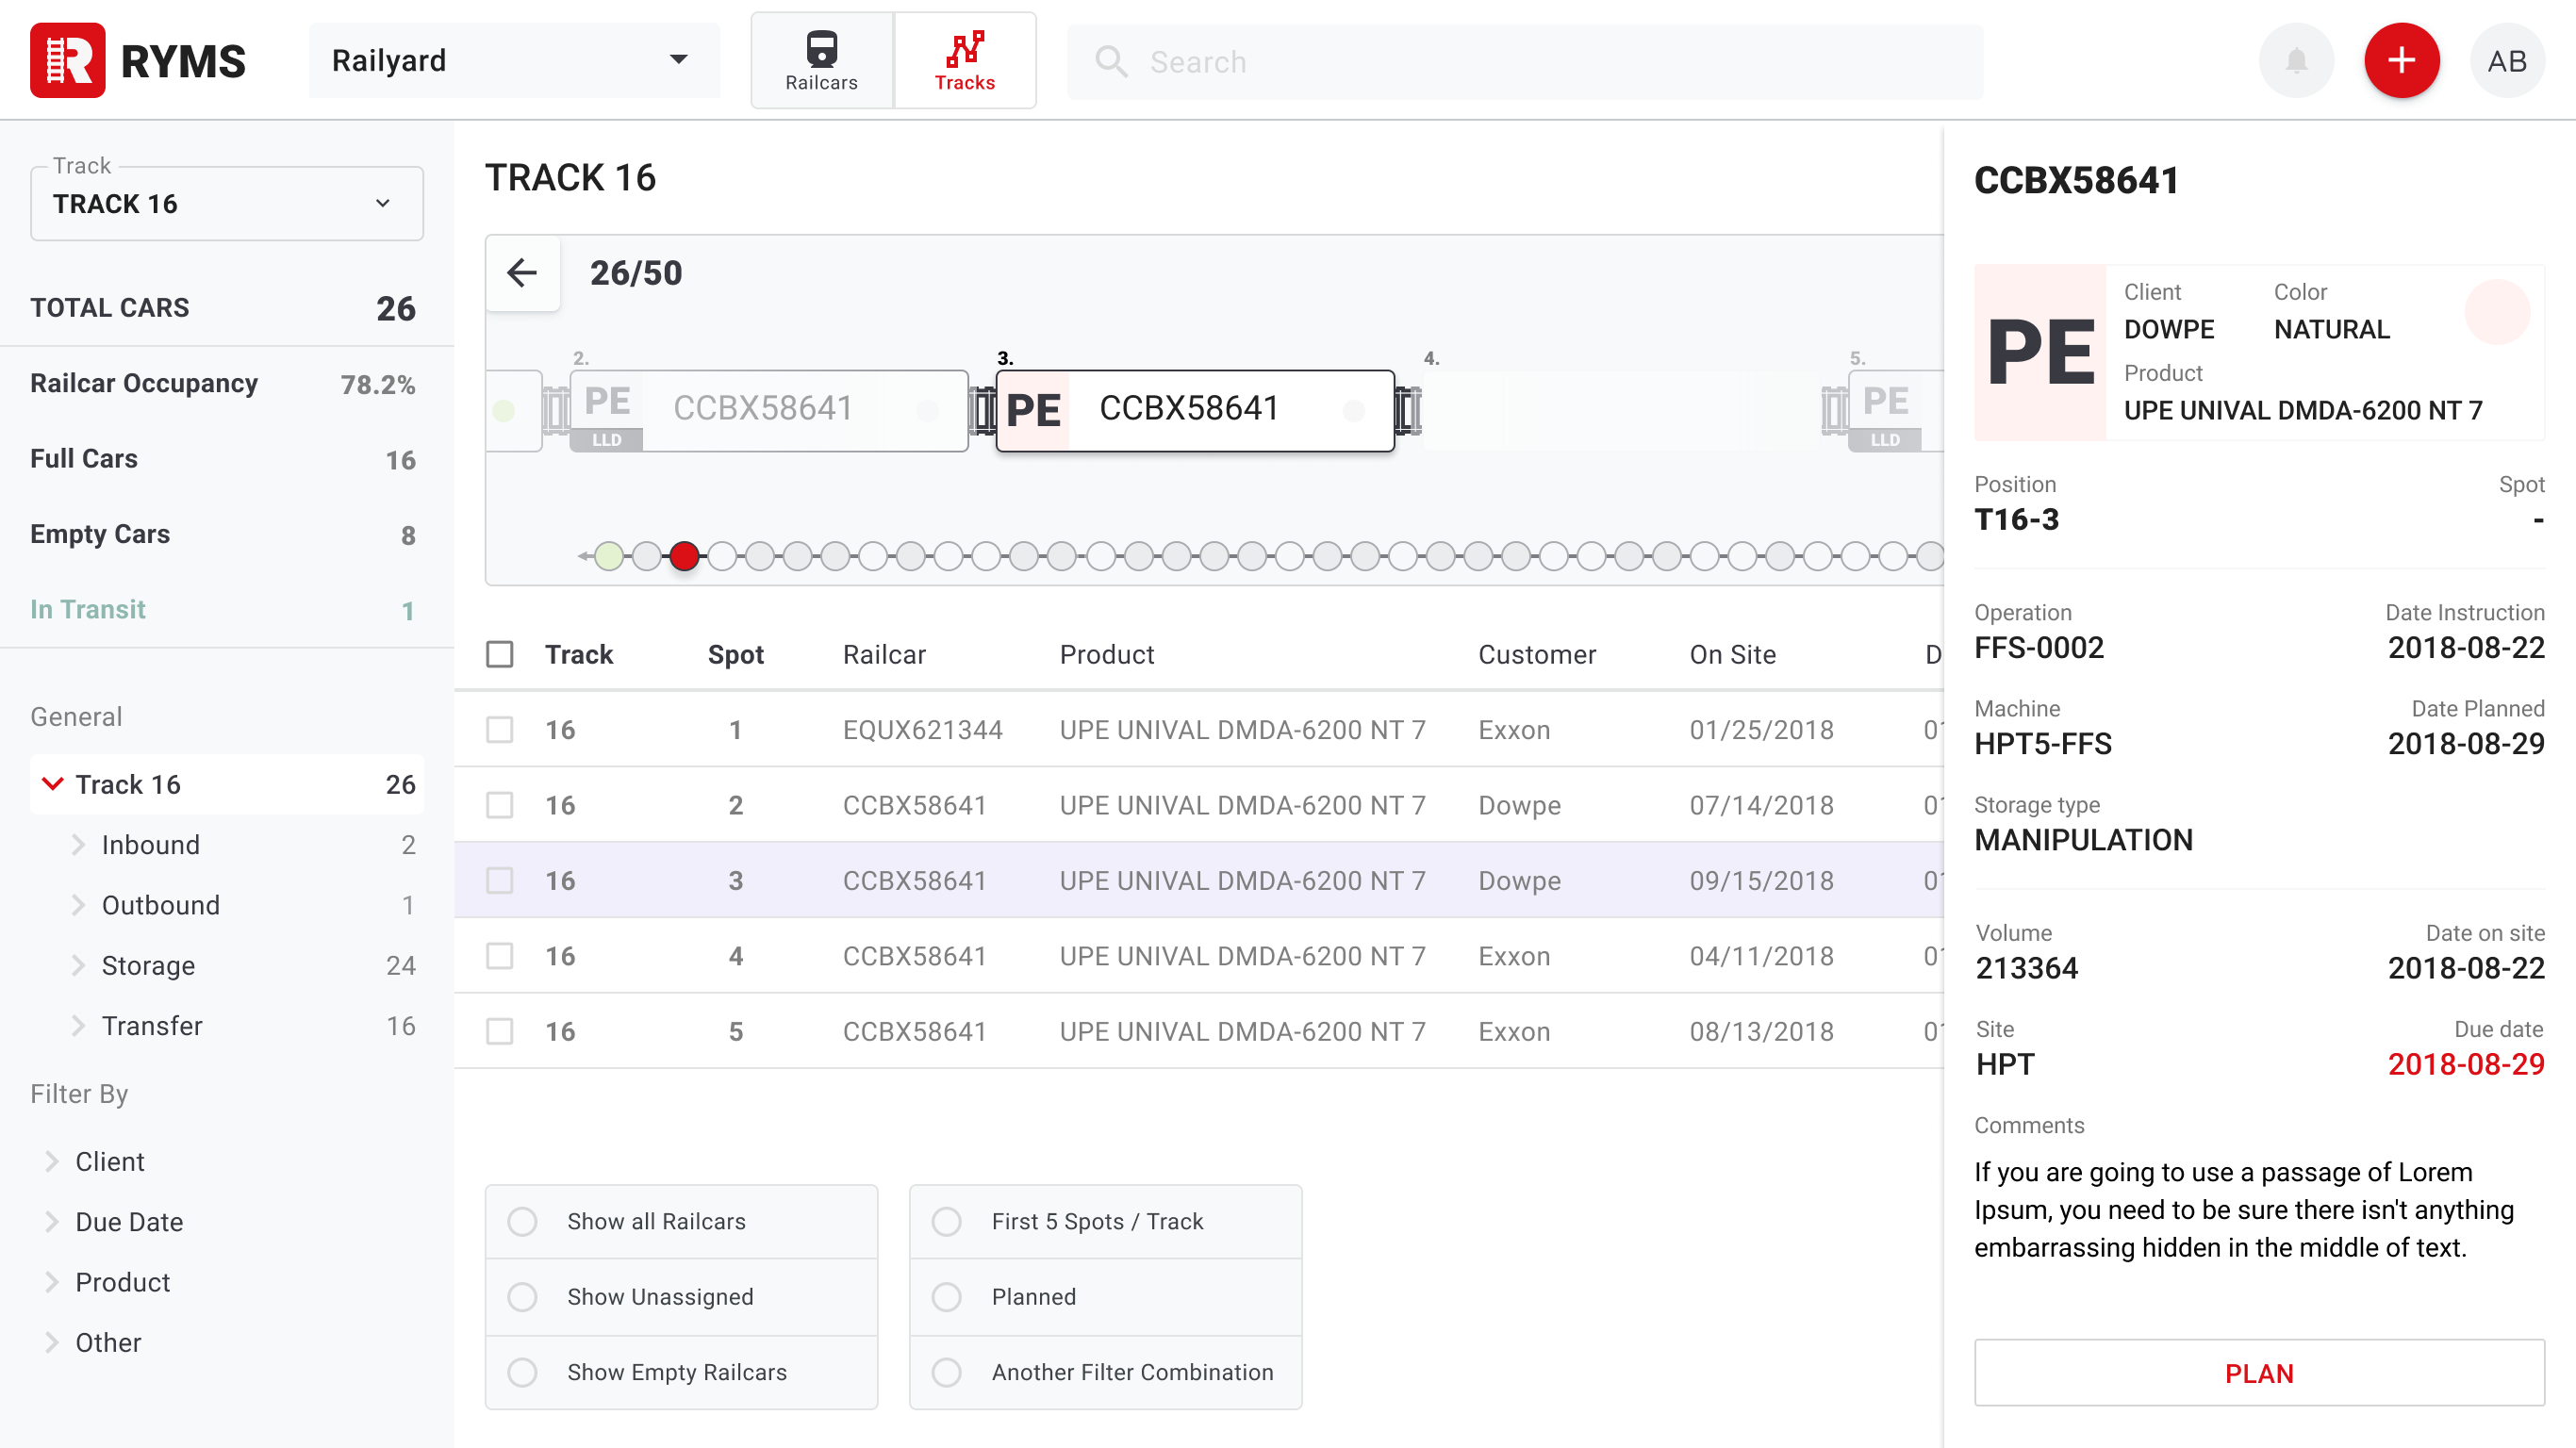 RYMS
Railyard
Railcars
Tracks
Search
AB
Track
TRACK 16
TOTAL CARS 26
Railcar Occupancy 78.2%
Full Cars 16
Empty Cars 8
In Transit 1
General
Track 16 26
Inbound 2
Outbound 1
Storage 24
Transfer 16
Filter By
Client
Due Date
Product
Other
TRACK 16
26/50
2. 3. 4. 5.
PE LLD CCBX58641
PE CCBX58641
PE LLD
Track Spot Railcar Product Customer On Site D
16 1 EQUX621344 UPE UNIVAL DMDA-6200 NT 7 Exxon 01/25/2018 01
16 2 CCBX58641 UPE UNIVAL DMDA-6200 NT 7 Dowpe 07/14/2018 01
16 3 CCBX58641 UPE UNIVAL DMDA-6200 NT 7 Dowpe 09/15/2018 01
16 4 CCBX58641 UPE UNIVAL DMDA-6200 NT 7 Exxon 04/11/2018 01
16 5 CCBX58641 UPE UNIVAL DMDA-6200 NT 7 Exxon 08/13/2018 01
Show all Railcars
Show Unassigned
Show Empty Railcars
First 5 Spots / Track
Planned
Another Filter Combination
CCBX58641
PE
Client Color
DOWPE NATURAL
Product
UPE UNIVAL DMDA-6200 NT 7
Position Spot
T16-3 -
Operation Date Instruction
FFS-0002 2018-08-22
Machine Date Planned
HPT5-FFS 2018-08-29
Storage type
MANIPULATION
Volume Date on site
213364 2018-08-22
Site Due date
HPT 2018-08-29
Comments
If you are going to use a passage of Lorem
Ipsum, you need to be sure there isn't anything
embarrassing hidden in the middle of text.
PLAN